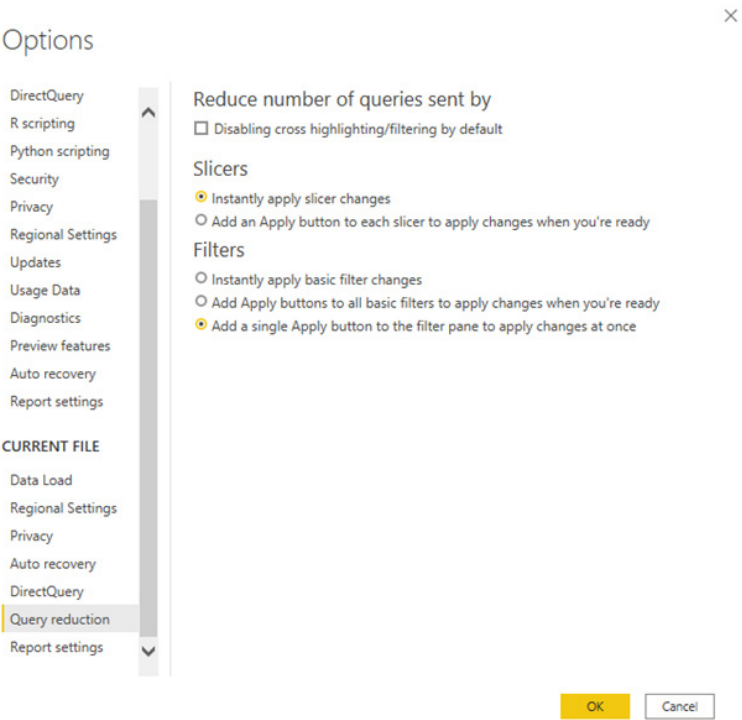 Options
DirectQuery
R scripting
Python scripting
Security
Privacy
Regional Settings
Updates
Usage Data
Diagnostics
Preview features
Auto recovery
Report settings
CURRENT FILE
Data Load
Regional Settings
Privacy
Auto recovery
DirectQuery
Query reduction
Report settings
Reduce number of queries sent by
Disabling cross highlighting/filtering by default
Slicers
Instantly apply slicer changes
Add an Apply button to each slicer to apply changes when you're ready
Filters
Instantly apply basic filter changes
Add Apply buttons to all basic filters to apply changes when you're ready
Add a single Apply button to the filter pane to apply changes at once
OK
Cancel